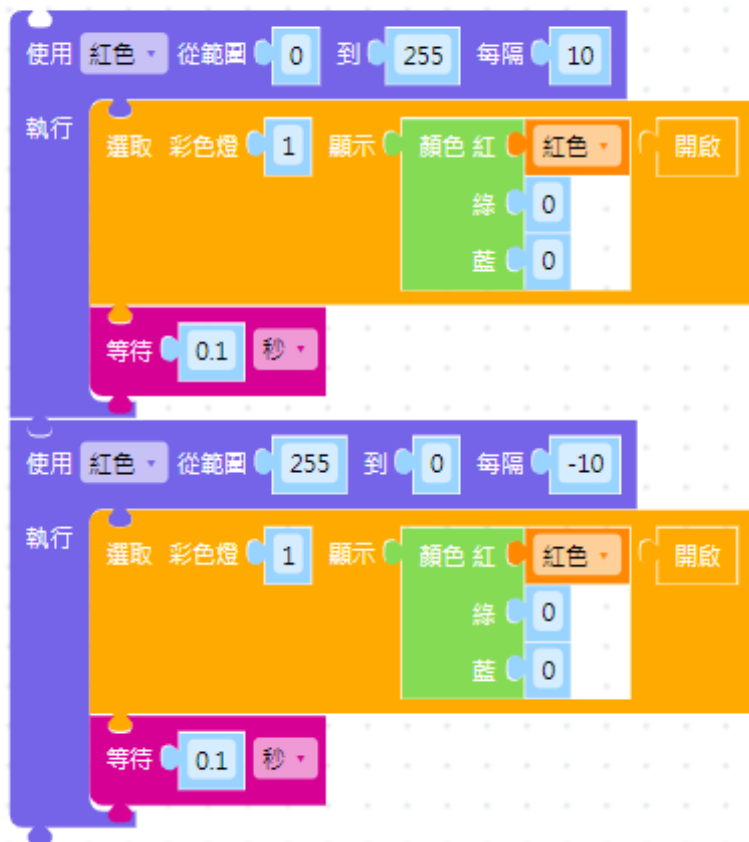 使用 紅色 從範圍 0 到 255 每隔 10
執行
選取 彩色燈 1 顯示 顏色 紅 紅色 開啟
綠 0
藍 0
等待 0.1 秒
使用 紅色 從範圍 255 到 0 每隔 -10
執行
選取 彩色燈 1 顯示 顏色 紅 紅色 開啟
綠 0
藍 0
等待 0.1 秒